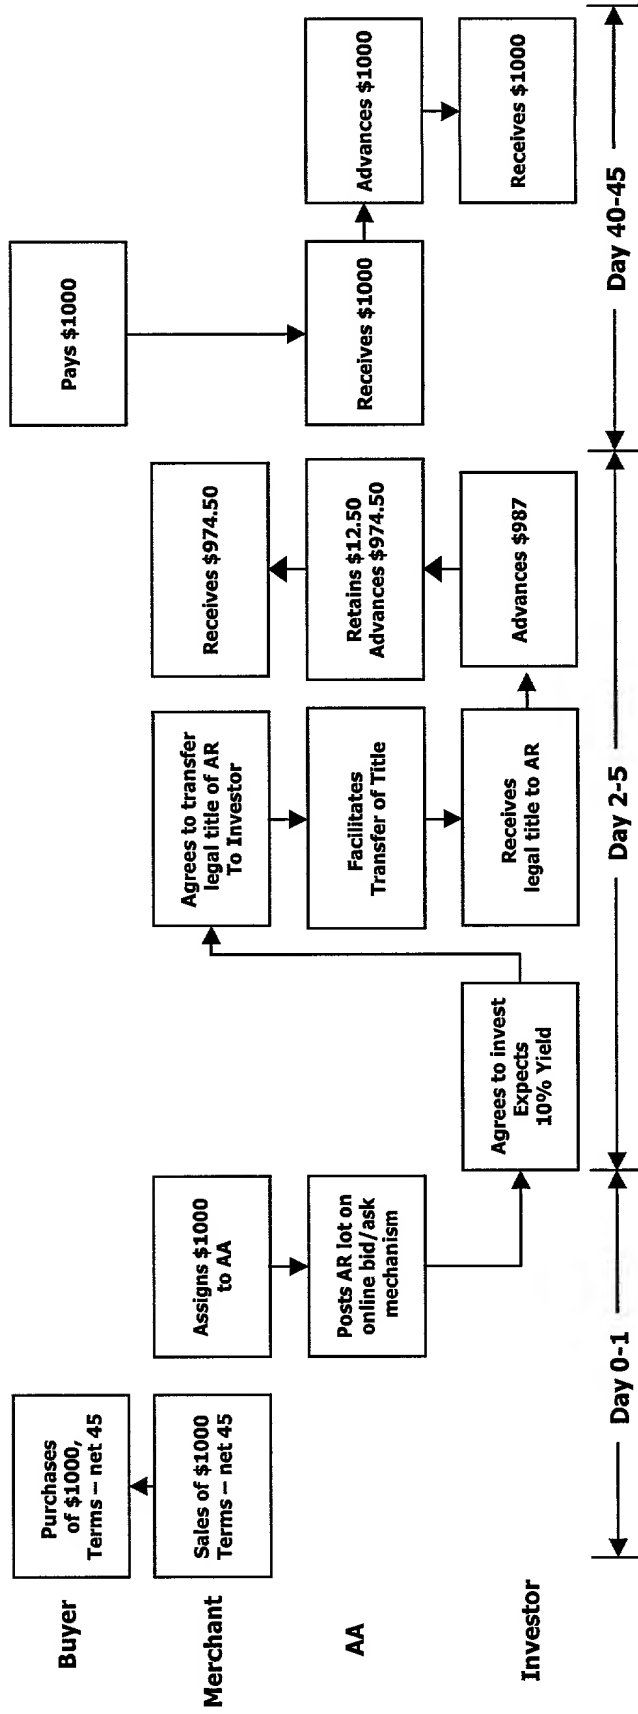 Buyer
Purchases
of $1000,
Terms – net 45
Pays $1000
Merchant
Sales of $1000
Terms – net 45
Assigns $1000
to AA
Agrees to transfer
legal title of AR
To Investor
Receives $974.50
AA
Posts AR lot on
online bid/ask
mechanism
Facilitates
Transfer of Title
Retains $12.50
Advances $974.50
Receives $1000
Advances $1000
Investor
Agrees to invest
Expects
10% Yield
Receives
legal title to AR
Advances $987
Receives $1000
Day 0-1
Day 2-5
Day 40-45